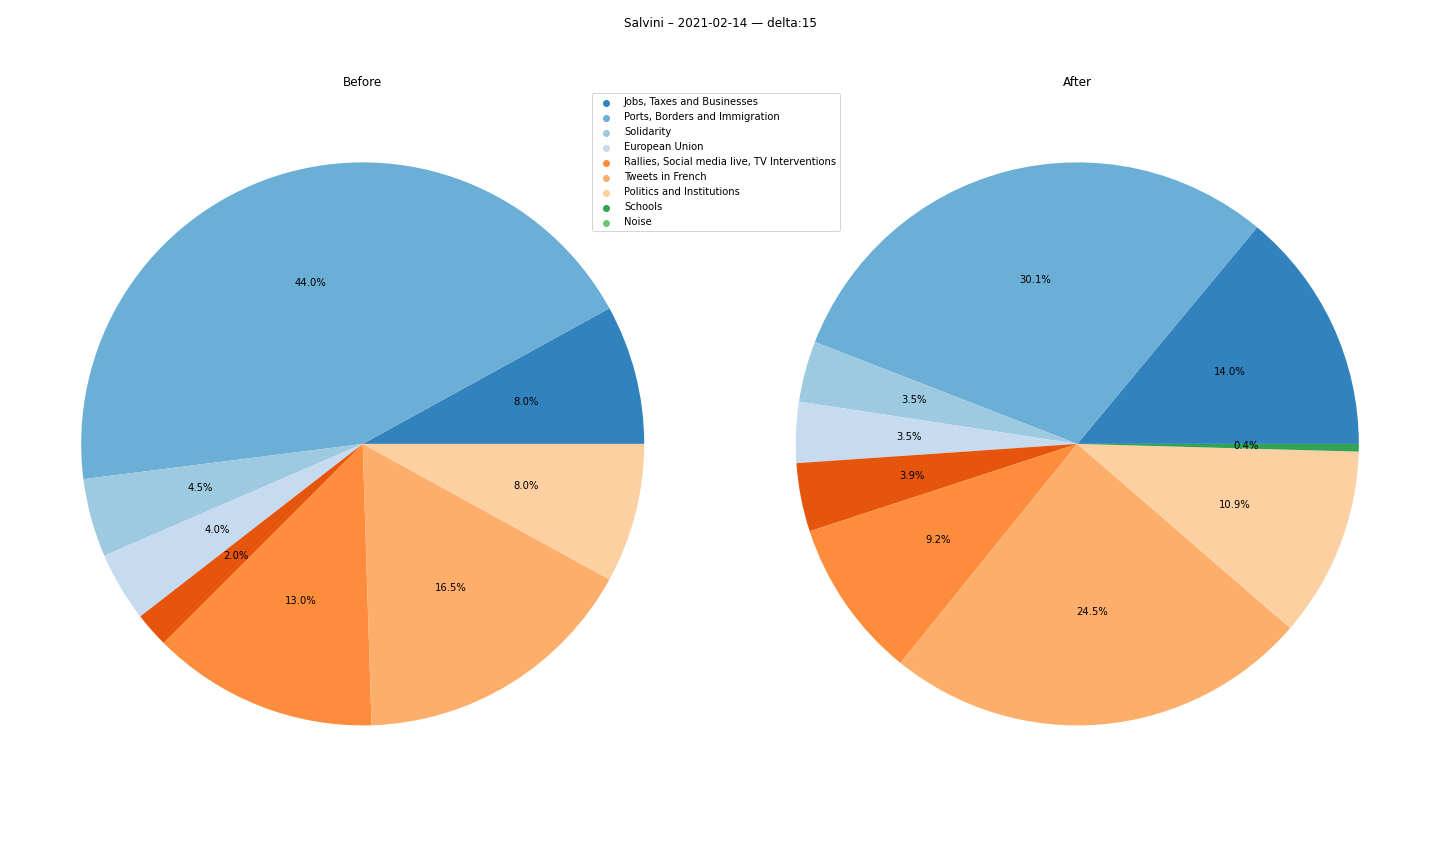 Salvini – 2021-02-14 — delta:15
Before
After
Jobs, Taxes and Businesses
Ports, Borders and Immigration
Solidarity
European Union
Rallies, Social media live, TV Interventions
Tweets in French
Politics and Institutions
Schools
Noise
44.0%
8.0%
4.5%
4.0%
2.0%
13.0%
16.5%
8.0%
30.1%
14.0%
3.5%
3.5%
3.9%
9.2%
24.5%
10.9%
0.4%